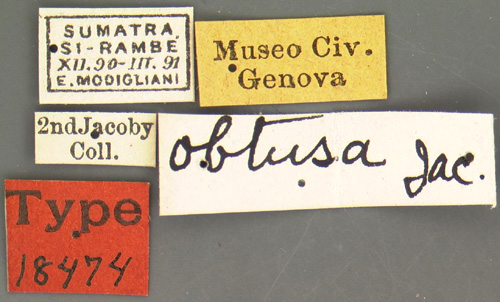 SUMATRA
SI-RAMBE
XII.90-III.91
E. MODIGLIANI
Museo Civ.
Genova
2nd Jacoby
Coll.
obtusa Jac.
Type
18474